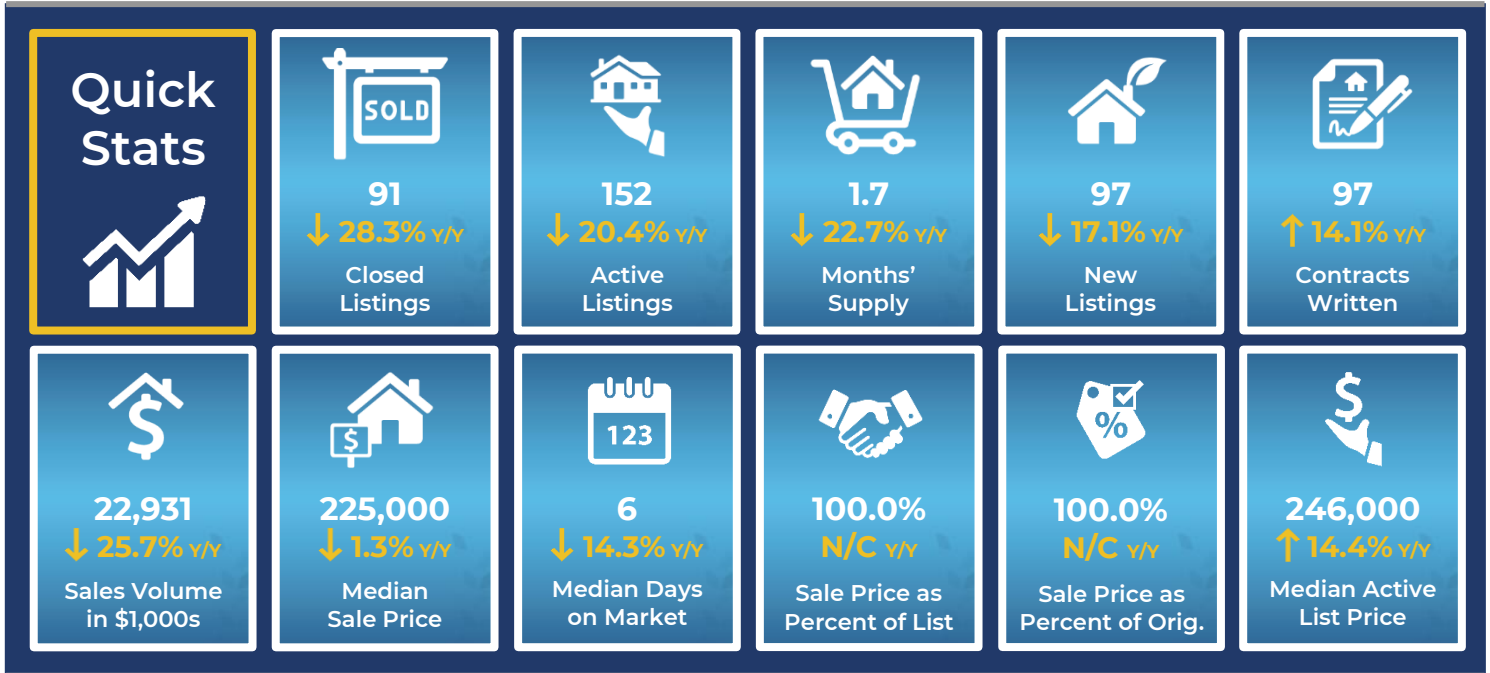 Quick
Stats
SOLD
91
↓ 28.3% Y/Y
Closed
Listings
152
↓ 20.4% Y/Y
Active
Listings
1.7
↓ 22.7% Y/Y
Months’
Supply
97
↓ 17.1% Y/Y
New
Listings
97
↑ 14.1% Y/Y
Contracts
Written
$
22,931
↓ 25.7% Y/Y
Sales Volume
in $1,000s
$
225,000
↓ 1.3% Y/Y
Median
Sale Price
123
6
↓ 14.3% Y/Y
Median Days
on Market
100.0%
N/C Y/Y
Sale Price as
Percent of List
%
100.0%
N/C Y/Y
Sale Price as
Percent of Orig.
$
246,000
↑ 14.4% Y/Y
Median Active
List Price